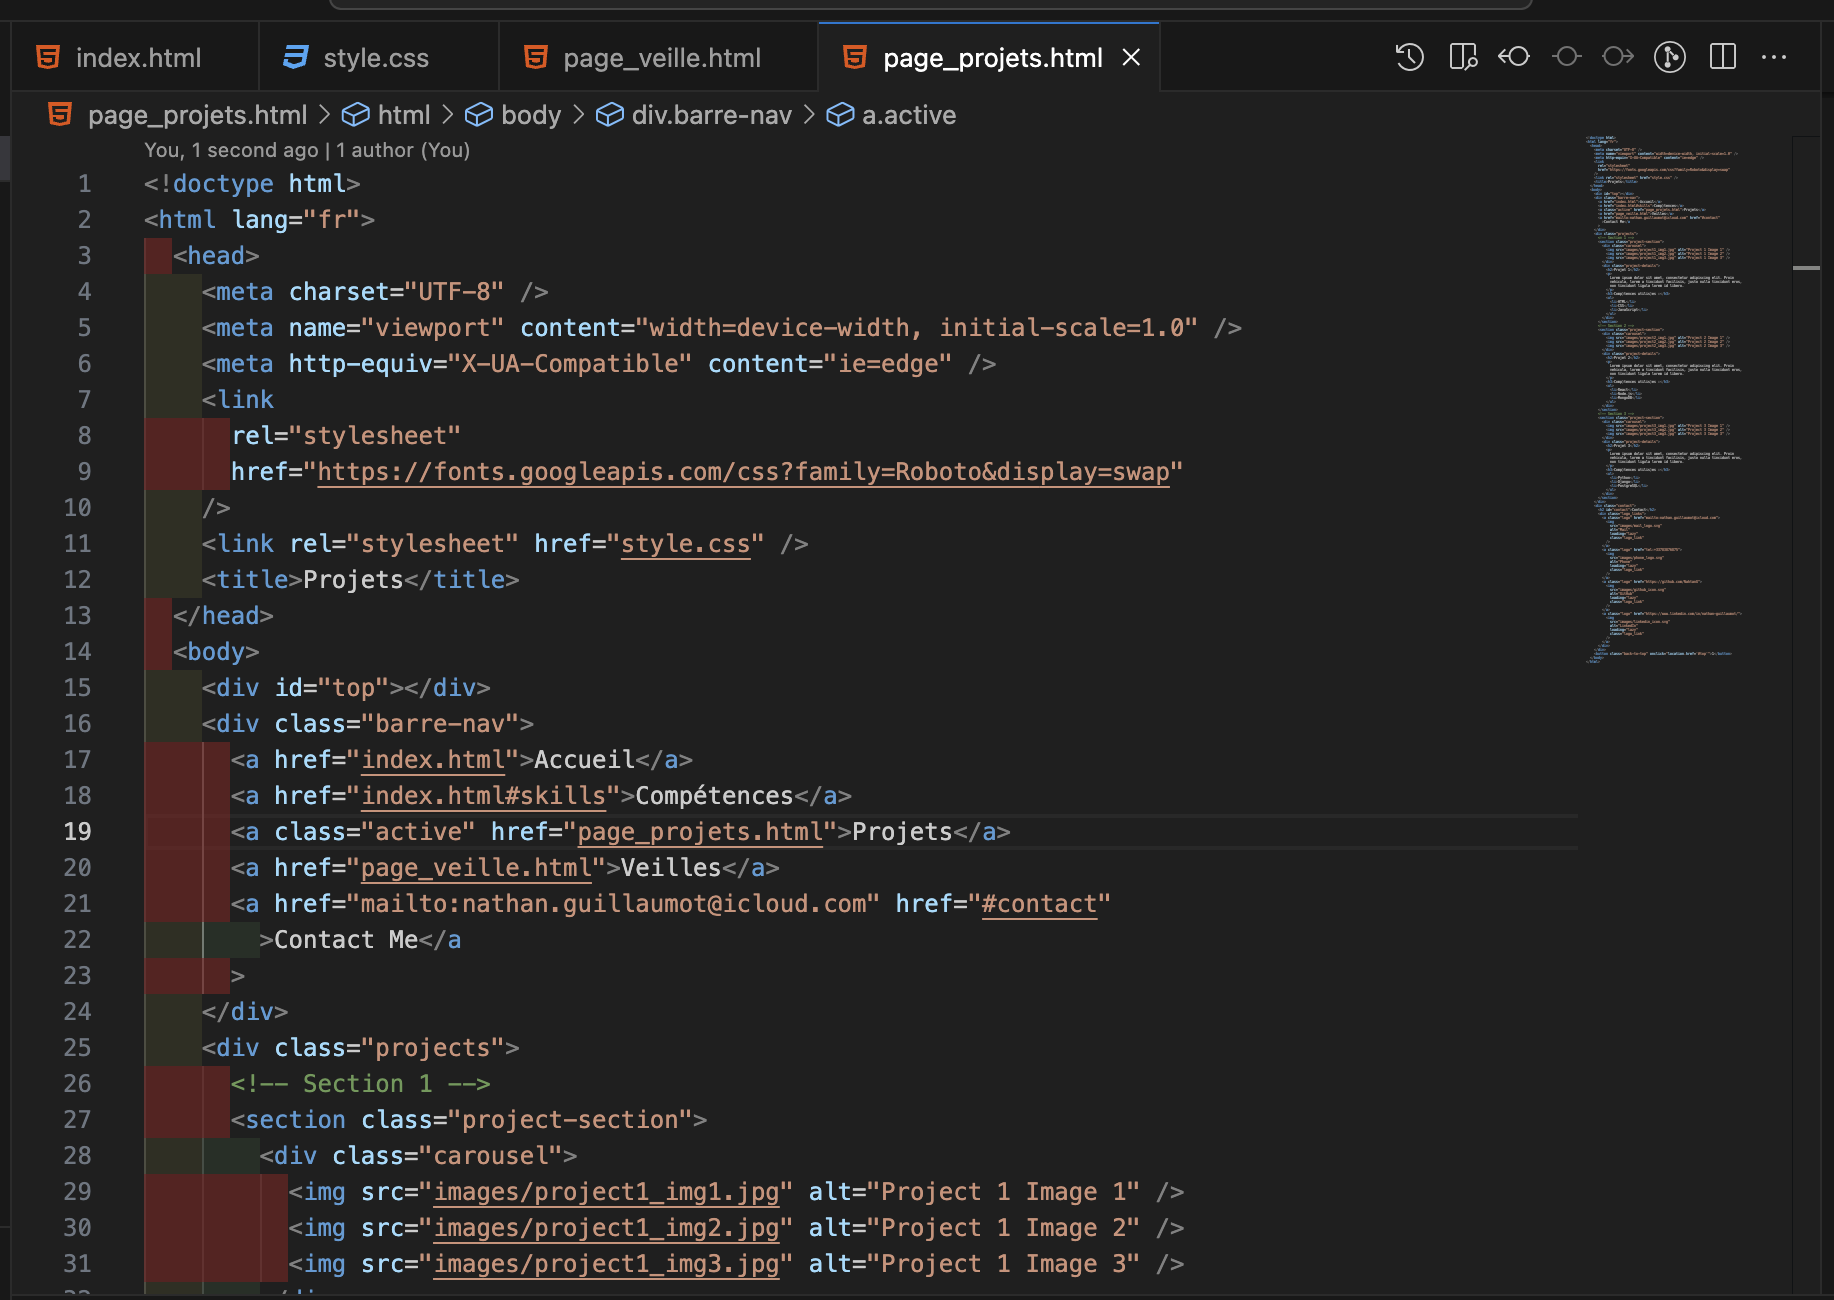 index.html
style.css
page_veille.html
page_projets.html
page_projets.html > html > body > div.barre-nav > a.active
You, 1 second ago | 1 author (You)
1 <!doctype html>
2 <html lang="fr">
3 <head>
4 <meta charset="UTF-8" />
5 <meta name="viewport" content="width=device-width, initial-scale=1.0" />
6 <meta http-equiv="X-UA-Compatible" content="ie=edge" />
7 <link
8 rel="stylesheet"
9 href="https://fonts.googleapis.com/css?family=Roboto&display=swap"
10 />
11 <link rel="stylesheet" href="style.css" />
12 <title>Projets</title>
13 </head>
14 <body>
15 <div id="top"></div>
16 <div class="barre-nav">
17 <a href="index.html">Accueil</a>
18 <a href="index.html#skills">Compétences</a>
19 <a class="active" href="page_projets.html">Projets</a>
20 <a href="page_veille.html">Veilles</a>
21 <a href="mailto:nathan.guillaumot@icloud.com" href="#contact"
22 >Contact Me</a
23 >
24 </div>
25 <div class="projects">
26 <!-- Section 1 -->
27 <section class="project-section">
28 <div class="carousel">
29 <img src="images/project1_img1.jpg" alt="Project 1 Image 1" />
30 <img src="images/project1_img2.jpg" alt="Project 1 Image 2" />
31 <img src="images/project1_img3.jpg" alt="Project 1 Image 3" />